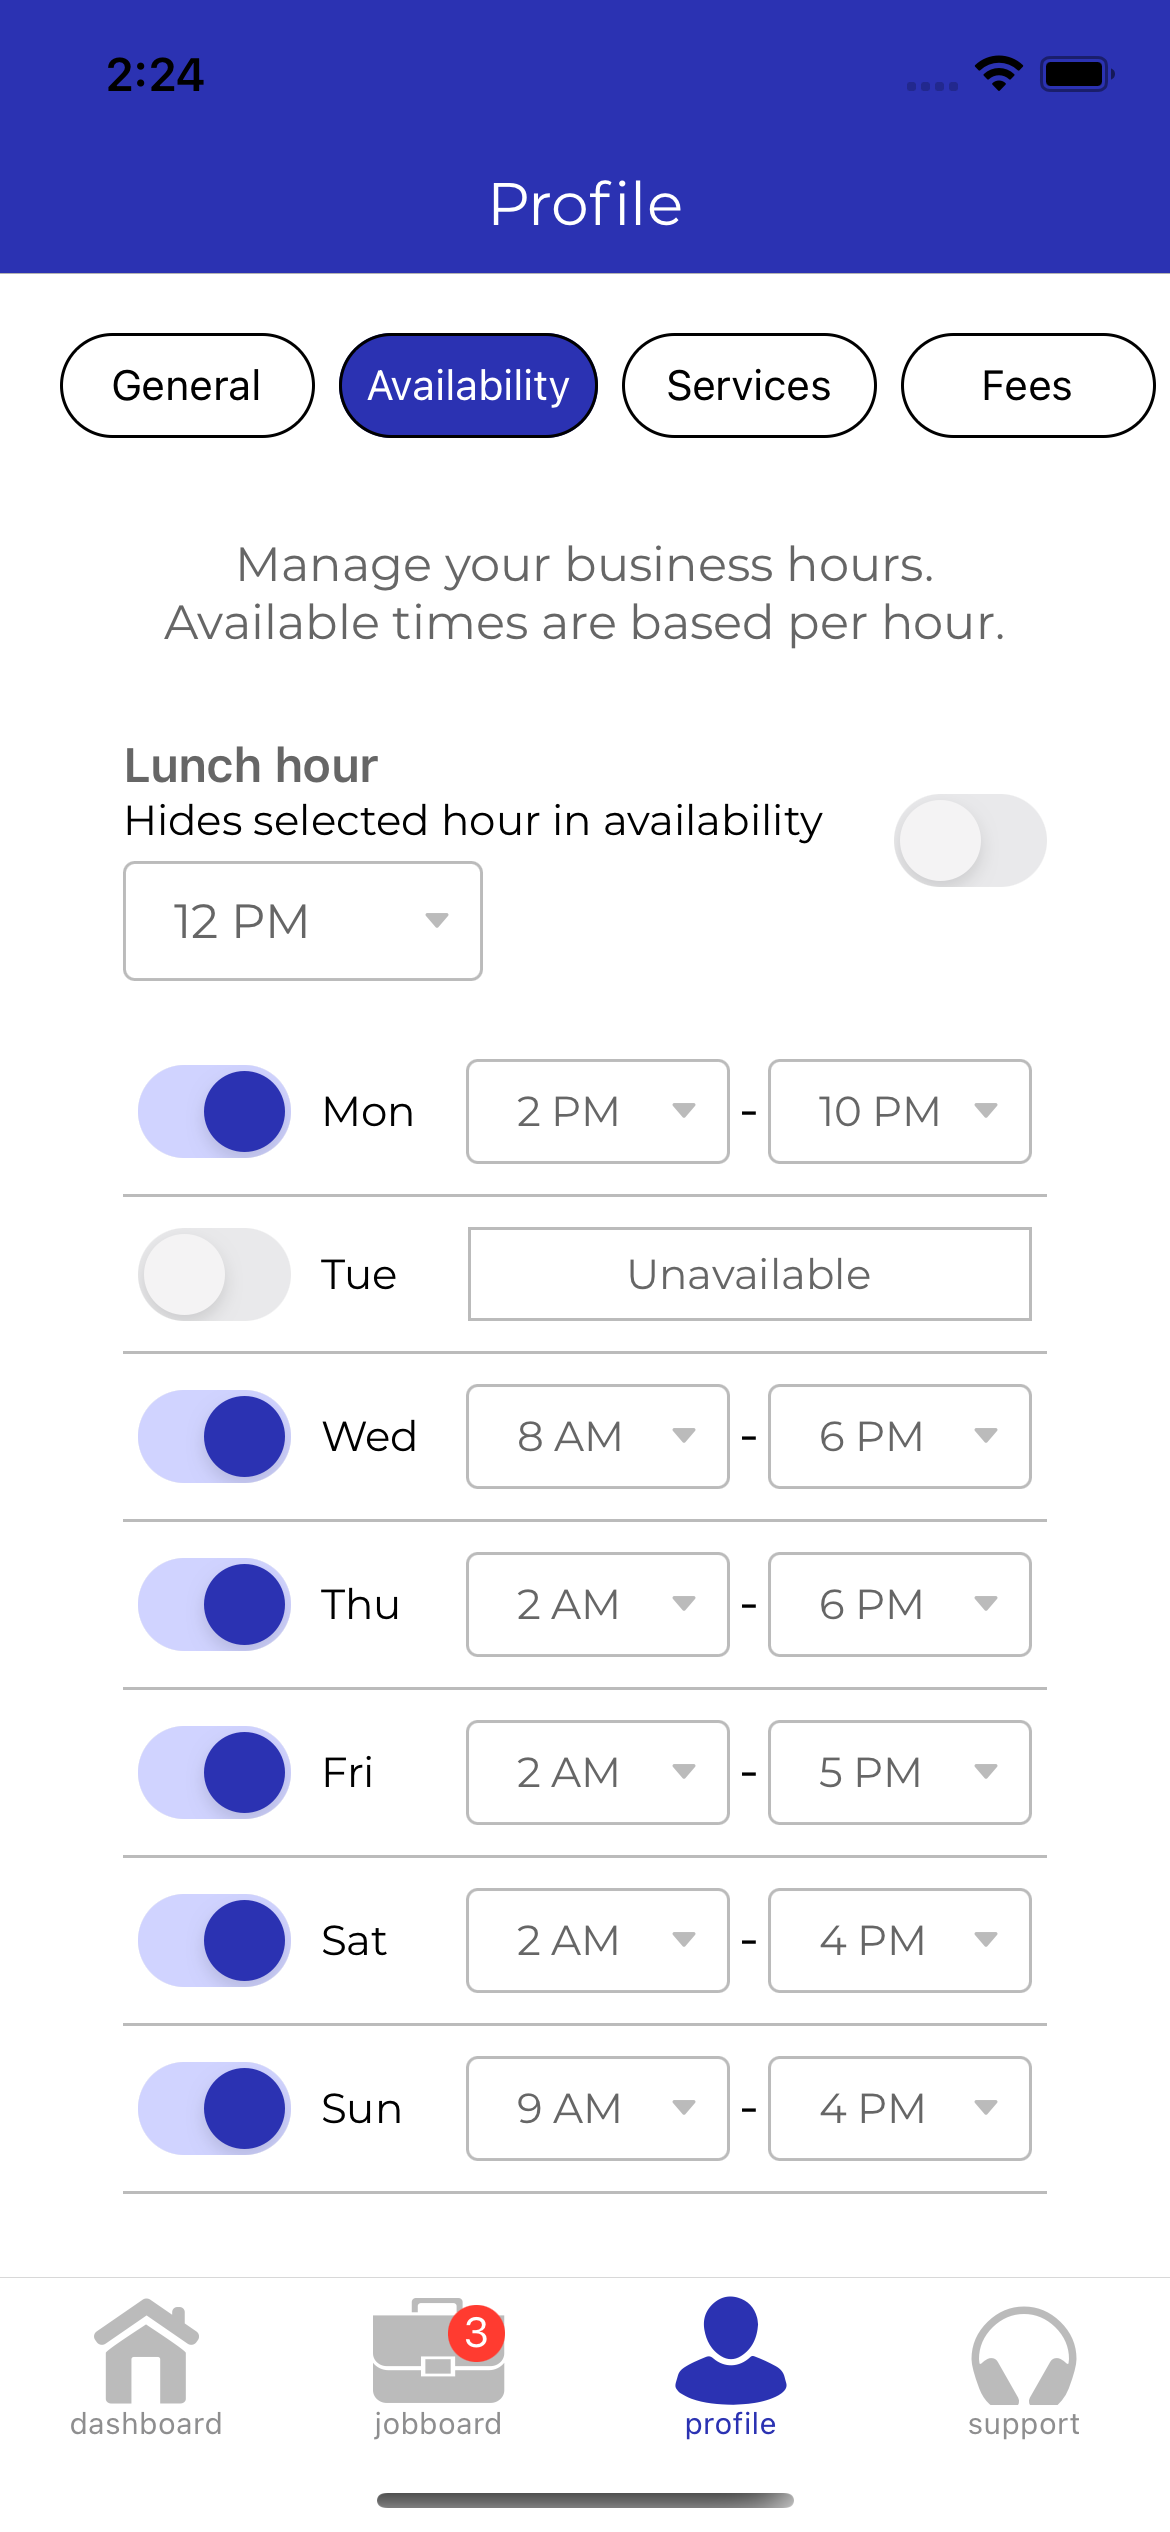 2:24
Profile
General Availability Services Fees
Manage your business hours.
Available times are based per hour.
Lunch hour
Hides selected hour in availability
12 PM
Mon 2 PM - 10 PM
Tue Unavailable
Wed 8 AM - 6 PM
Thu 2 AM - 6 PM
Fri 2 AM - 5 PM
Sat 2 AM - 4 PM
Sun 9 AM - 4 PM
3
dashboard jobboard profile support